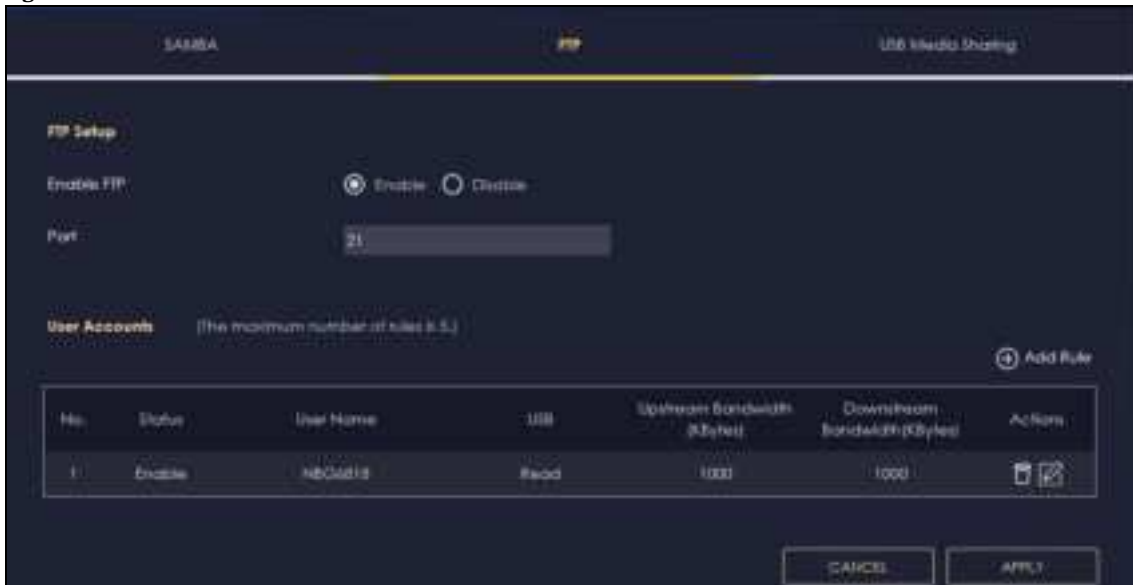 SAMBA FTP USB Media Sharing
FTP Setup
Enable FTP Enable Disable
Port 21
User Accounts (The maximum number of rules is 5.)
Add Rule
No. Status User Name USB Upstream Bandwidth (KBytes) Downstream Bandwidth(KBytes) Actions
1 Enable NBG6818 Read 1000 1000
CANCEL APPLY